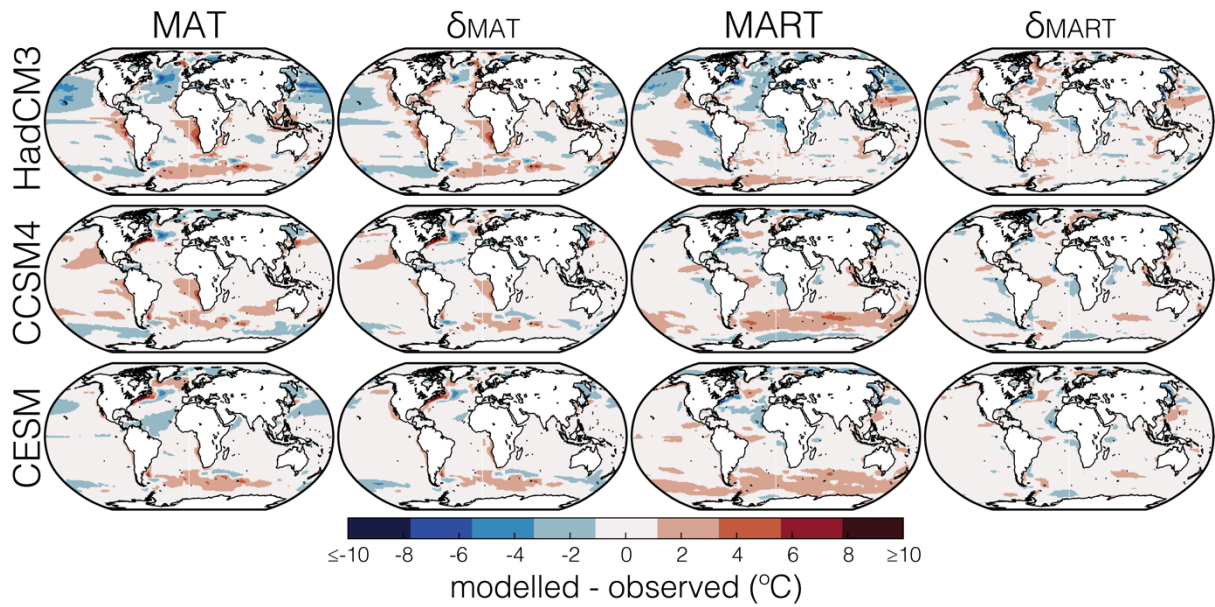 MAT δMAT MART δMART
HadCM3
CCSM4
CESM
≤-10 -8 -6 -4 -2 0 2 4 6 8 ≥10
modelled - observed (°C)